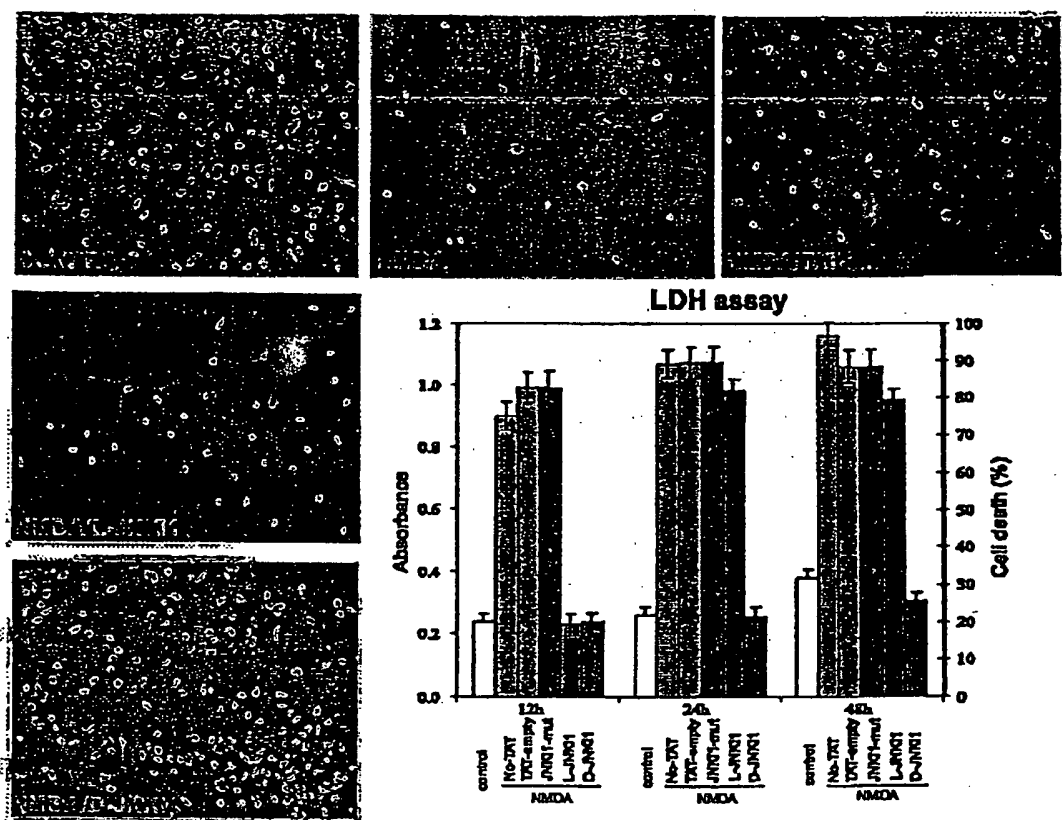 LDH assay
1.2
1.0
0.8
0.6
0.4
0.2
0.0
Absorbance
100
90
80
70
60
50
40
30
20
10
0
Cell death (%)
12h
24h
48h
control
No-TAT
TAT-empty
JNKI1-mut
L-JNKI1
D-JNKI1
NMDA
control
No-TAT
TAT-empty
JNKI1-mut
L-JNKI1
D-JNKI1
NMDA
control
No-TAT
TAT-empty
JNKI1-mut
L-JNKI1
D-JNKI1
NMDA